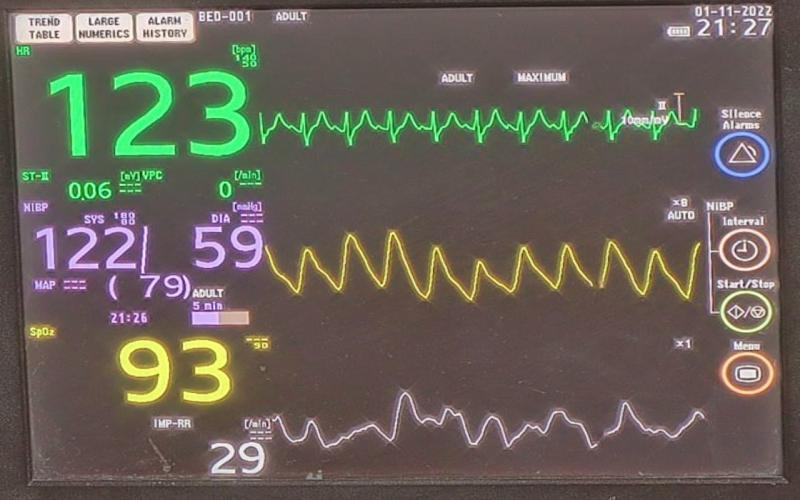 TREND TABLE
LARGE NUMERICS
ALARM HISTORY
BED-001
ADULT
01-11-2022
21:27
HR
[bpm]
140
50
123
ADULT
MAXIMUM
II
10mm/mV
Silence Alarms
ST-II
0.06
[mV]
VPC
0
[/min]
NIBP
SYS
180
80
DIA
[mmHg]
122/
59
x8
AUTO
NIBP
Interval
MAP
( 79)
ADULT
5 min
21:26
Start/Stop
SpO2
90
93
x1
Menu
IMP-RR
[/min]
29